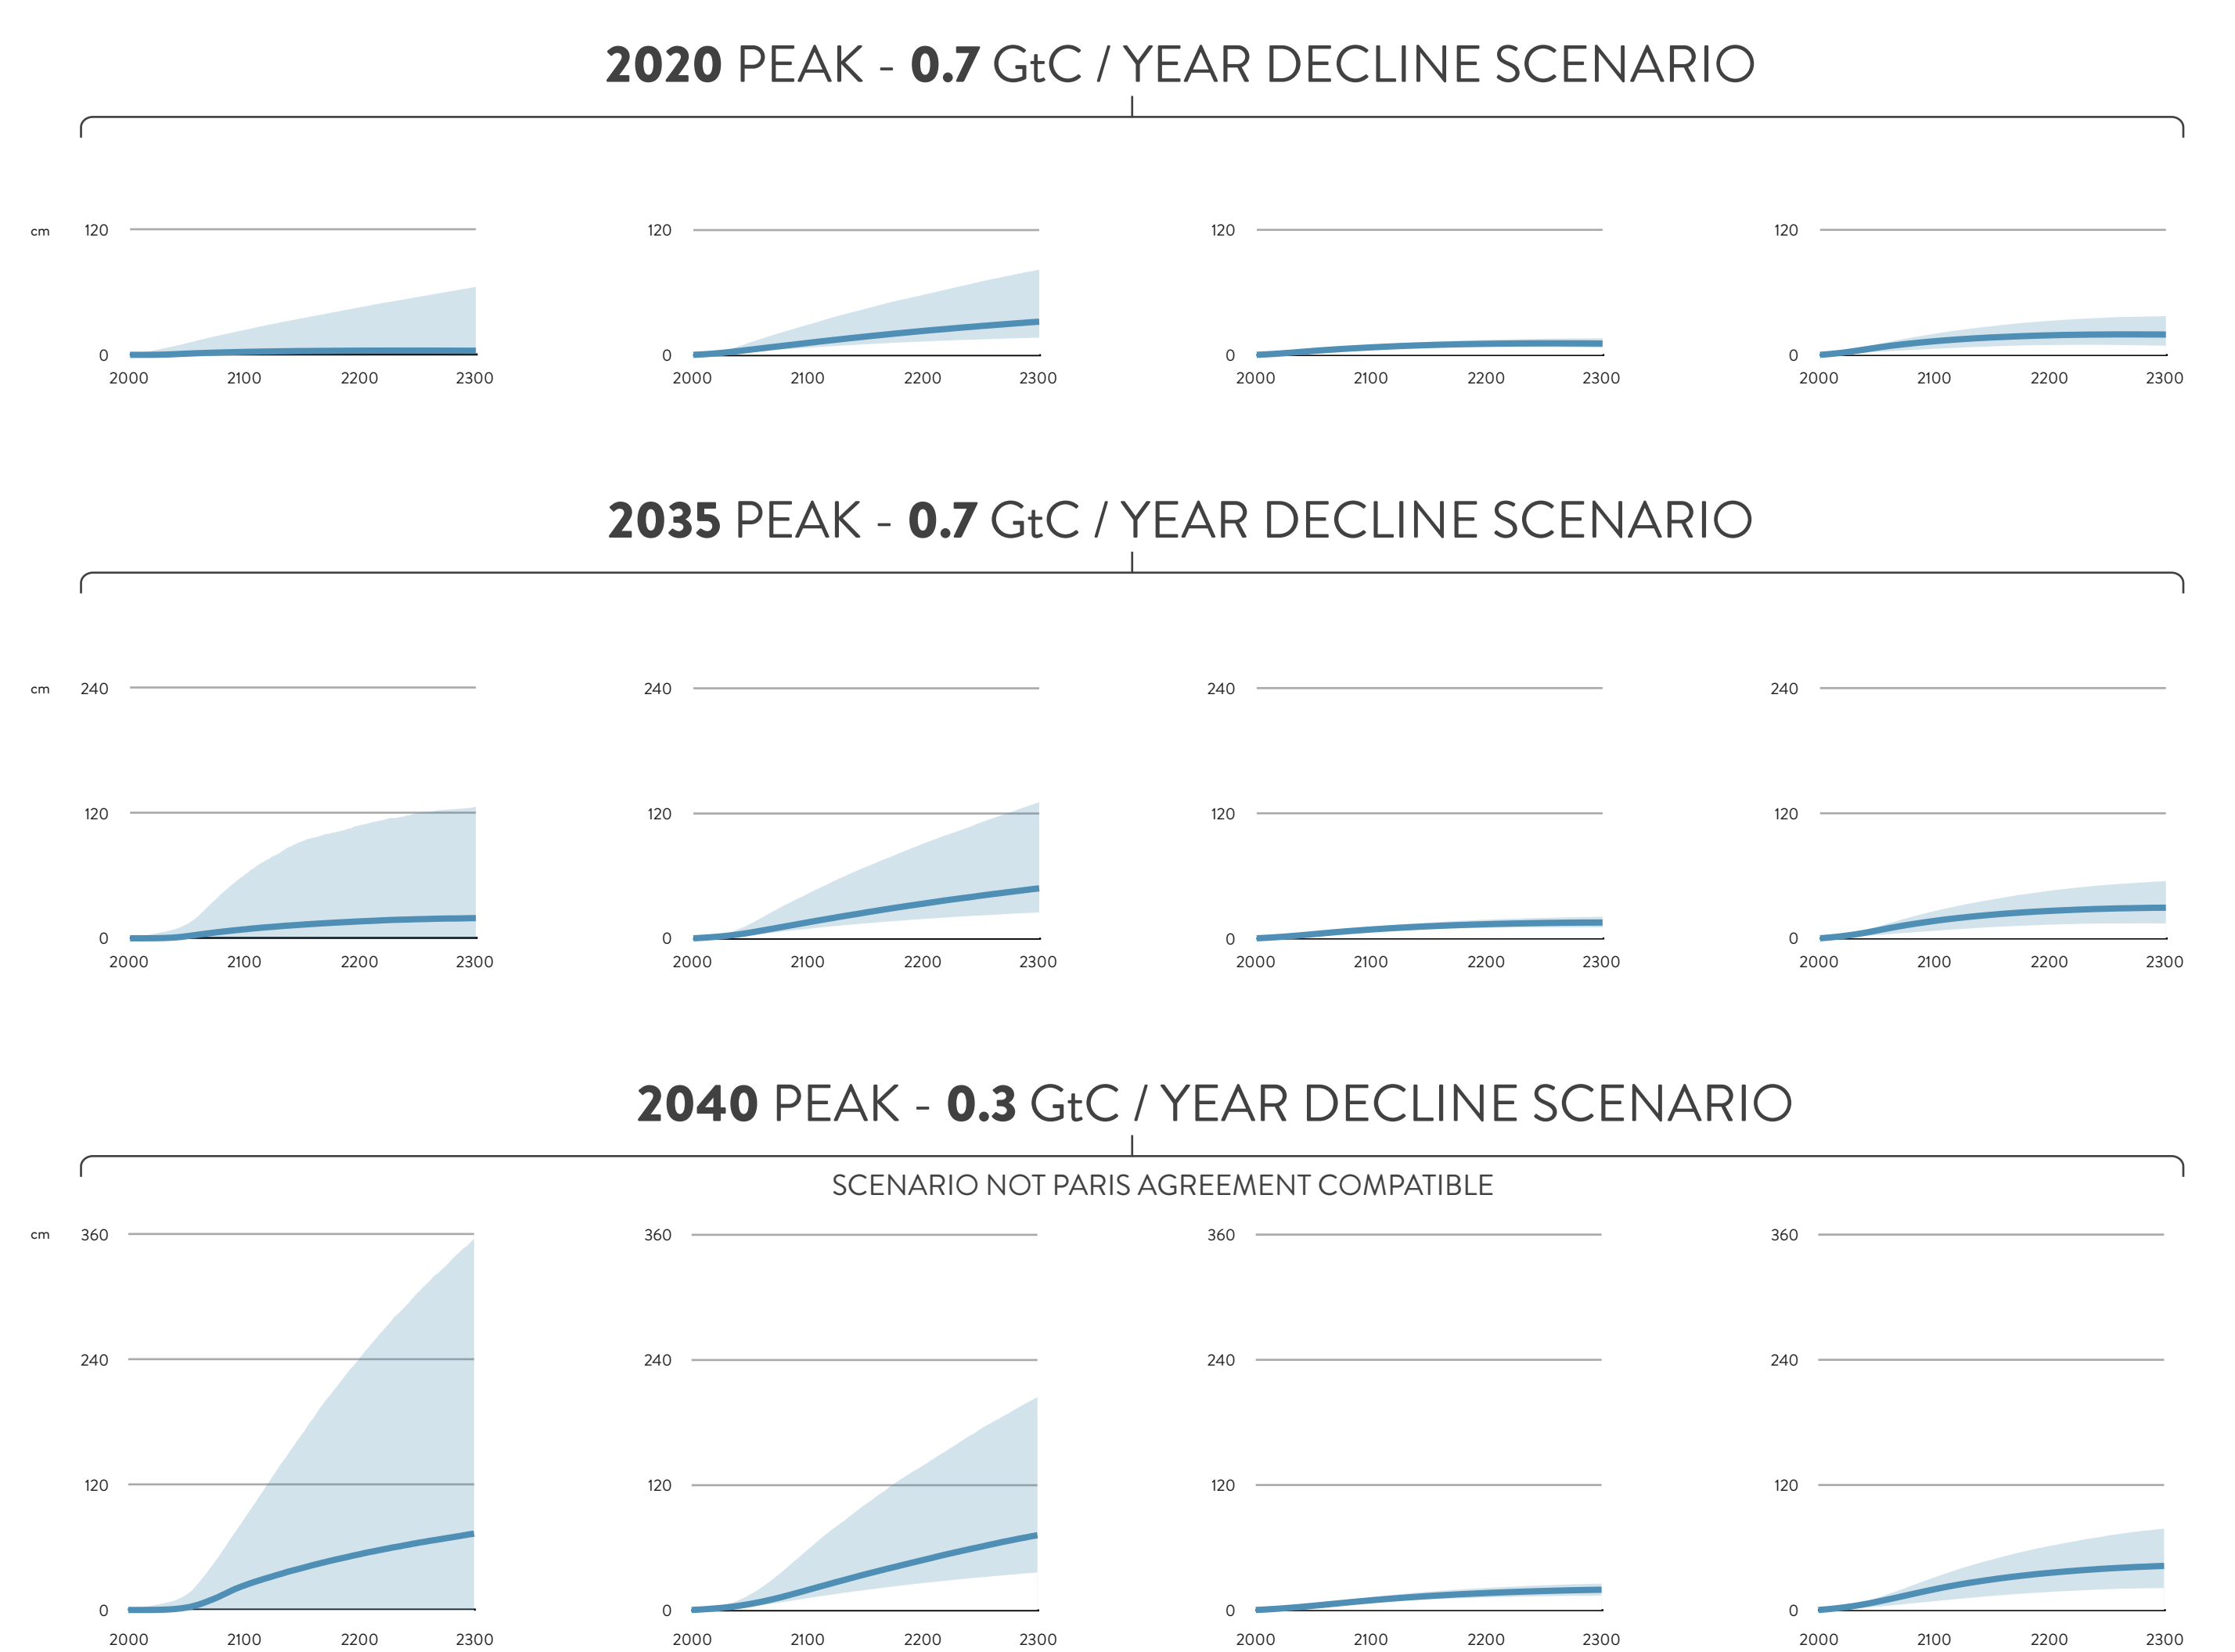 2020 PEAK - 0.7 GtC / YEAR DECLINE SCENARIO
cm 120 120 120 120
0 0 0 0
2000 2100 2200 2300 2000 2100 2200 2300 2000 2100 2200 2300 2000 2100 2200 2300
2035 PEAK - 0.7 GtC / YEAR DECLINE SCENARIO
cm 240 240 240 240
120 120 120 120
0 0 0 0
2000 2100 2200 2300 2000 2100 2200 2300 2000 2100 2200 2300 2000 2100 2200 2300
2040 PEAK - 0.3 GtC / YEAR DECLINE SCENARIO
SCENARIO NOT PARIS AGREEMENT COMPATIBLE
cm 360 360 360 360
240 240 240 240
120 120 120 120
0 0 0 0
2000 2100 2200 2300 2000 2100 2200 2300 2000 2100 2200 2300 2000 2100 2200 2300